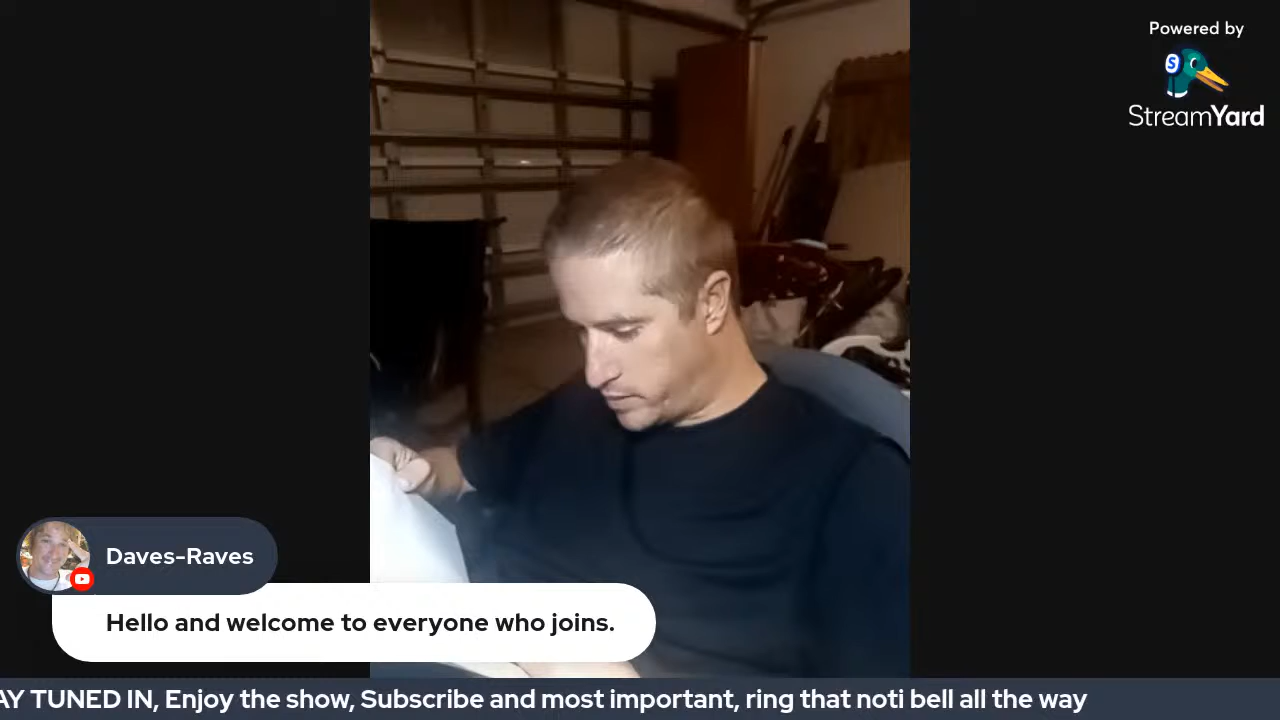 Powered by
StreamYard
Daves-Raves
Hello and welcome to everyone who joins.
AY TUNED IN, Enjoy the show, Subscribe and most important, ring that noti bell all the way